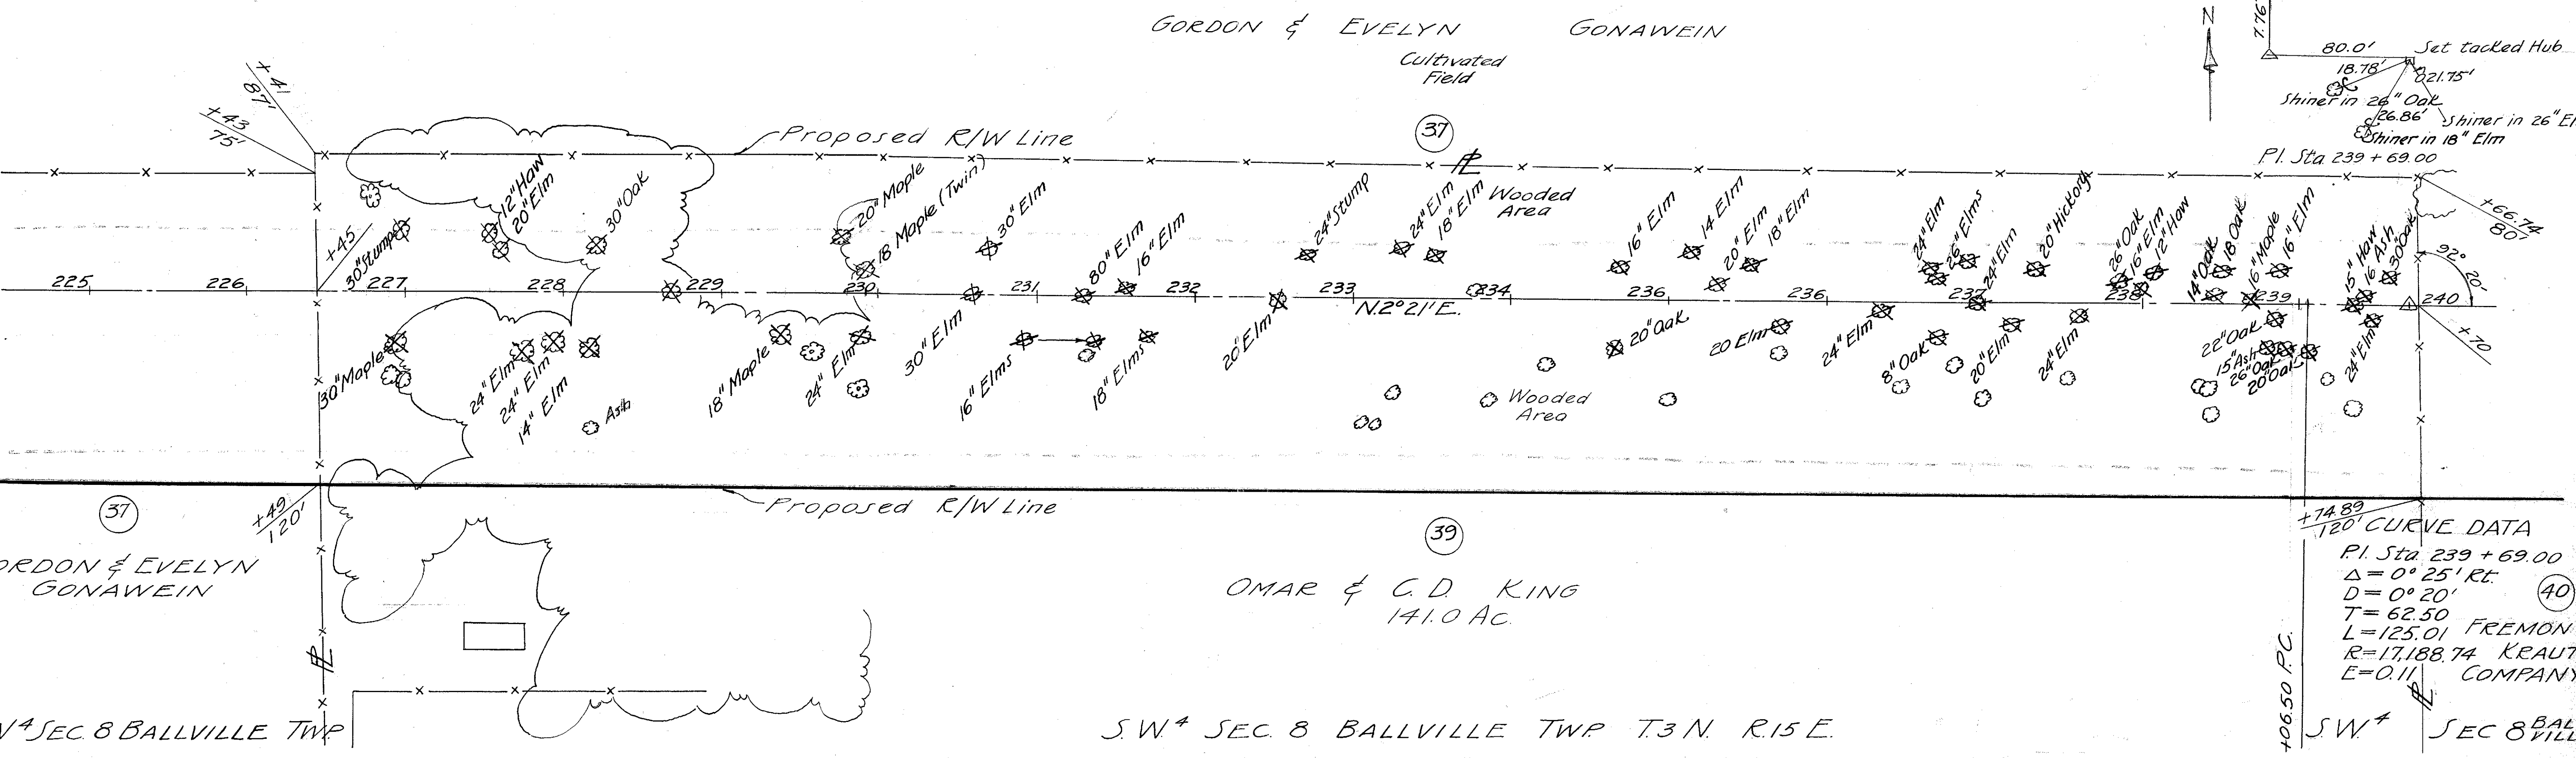 GORDON & EVELYN GONAWEIN
Cultivated
Field
N
7.76'
80.0'
Set tacked Hub
18.78'
21.75'
Shiner in 26" Oak
26.86'
Shiner in 26" El
Shiner in 18" Elm
P.I. Sta 239 + 69.00
+41
87'
+43
75'
Proposed R/W Line
37
PL
+45
30" Stump
12" Haw
20" Elm
30" Oak
20" Maple
18 Maple (Twin)
30" Elm
80" Elm
16" Elm
24" Stump
24" Elm
18" Elm
Wooded
Area
16" Elm
14 Elm
20" Elm
18" Elm
24" Elm
26" Elms
24" Elm
20" Hickory
26" Oak
16" Elm
12" Haw
14" Oak
18 Oak
16" Maple
16" Elm
15" Haw
16 Ash
30 Oak
+66.74
80'
92° 20'
225 226 227 228 229 230 231 232 233 234 236 236 237 238 239 240
N.2°21'E.
+70
30" Maple
24" Elm
24" Elm
14" Elm
Ash
18" Maple
24" Elm
30" Elm
16" Elms
18" Elms
20" Elm
Wooded
Area
20" Oak
20 Elm
24" Elm
8" Oak
20" Elm
24" Elm
22" Oak
15" Ash
26" Oak
20" Oak
24" Elm
+49
120'
Proposed R/W Line
37
ORDON & EVELYN
GONAWEIN
39
OMAR & C.D. KING
141.0 AC.
+74.89
120'
CURVE DATA
P.I. Sta 239 + 69.00
Δ = 0° 25' Rt.
D = 0° 20'
T = 62.50
L = 125.01
R = 17,188.74
E = 0.11
40
FREMON
KRAUT
COMPANY
PL
PL
+06.50 P.C.
W⁴ SEC. 8 BALLVILLE TWP.
S.W.⁴ SEC. 8 BALLVILLE TWP. T.3 N. R.15 E.
S.W.⁴
SEC 8 BAL
VILL